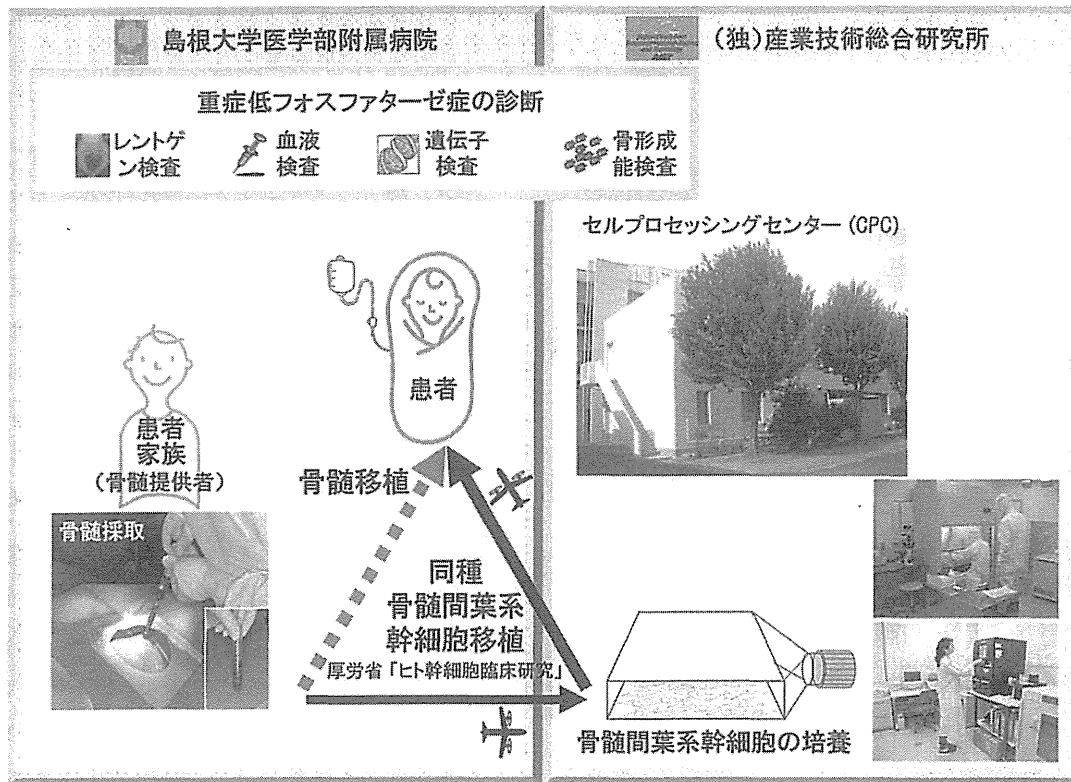 島根大学医学部附属病院
(独)産業技術総合研究所
重症低フォスファターゼ症の診断
レントゲ
ン検査
血液
検査
遺伝子
検査
骨形成
能検査
セルプロセッシングセンター(CPC)
患者
患者
家族
(骨髄提供者)
骨髄移植
骨髄採取
同種
骨髄間葉系
幹細胞移植
厚労省「ヒト幹細胞臨床研究」
骨髄間葉系幹細胞の培養